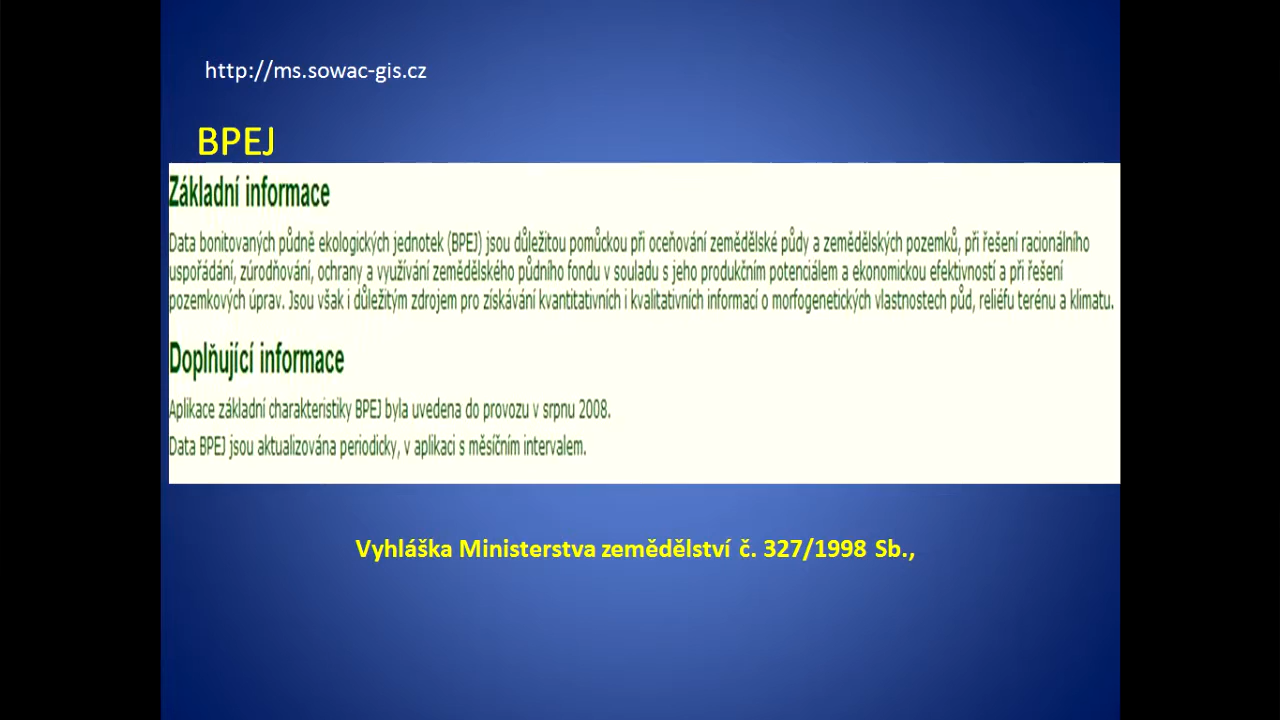 http://ms.sowac-gis.cz
BPEJ
Základní informace
Data bonitovaných půdně ekologických jednotek (BPEJ) jsou důležitou pomůckou při oceňování zemědělské půdy a zemědělských pozemků, při řešení racionálního
uspořádání, zúrodňování, ochrany a využívání zemědělského půdního fondu v souladu s jeho produkčním potenciálem a ekonomickou efektivností a při řešení
pozemkových úprav. Jsou však i důležitým zdrojem pro získávání kvantitativních i kvalitativních informací o morfogenetických vlastnostech půd, reliéfu terénu a klimatu.
Doplňující informace
Aplikace základní charakteristiky BPEJ byla uvedena do provozu v srpnu 2008.
Data BPEJ jsou aktualizována periodicky, v aplikaci s měsíčním intervalem.
Vyhláška Ministerstva zemědělství č. 327/1998 Sb.,